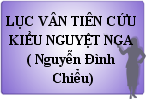 LỤC VÂN TIÊN CỨU
KIỀU NGUYỆT NGA
( Nguyễn Đình
Chiểu)